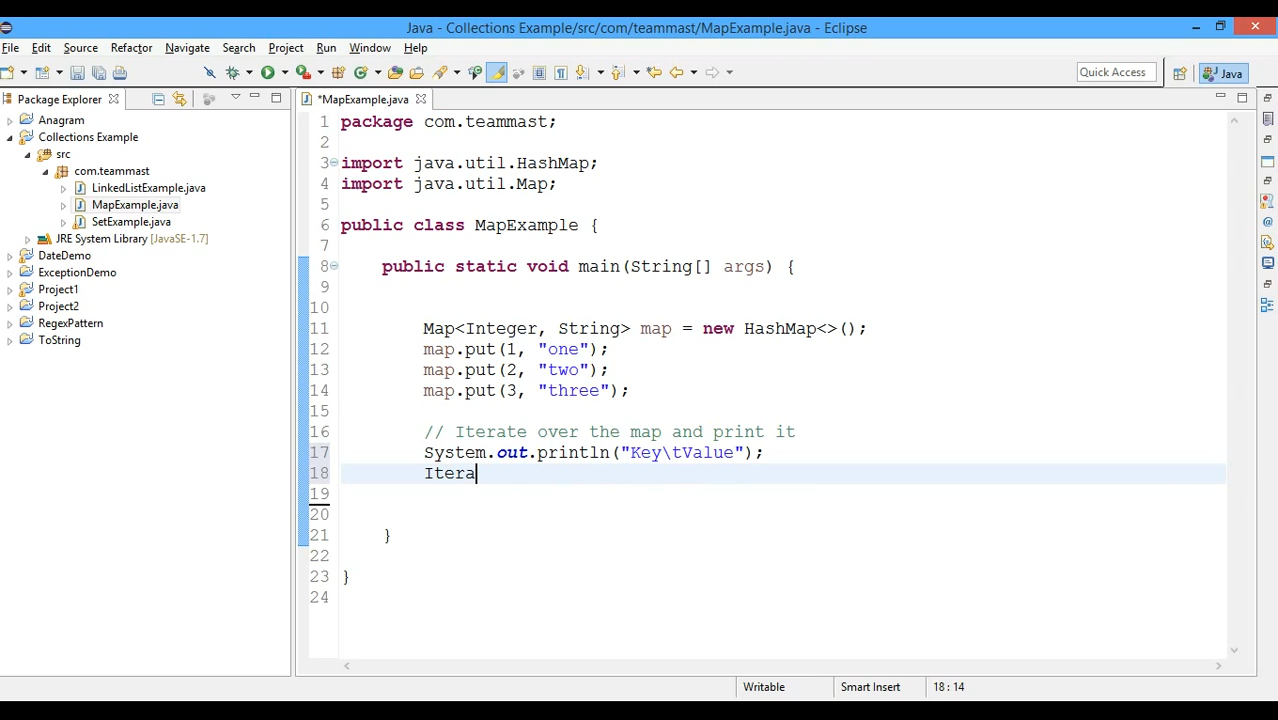 Java - Collections Example/src/com/teammast/MapExample.java - Eclipse
File Edit Source Refactor Navigate Search Project Run Window Help
Quick Access
Java
Package Explorer
Anagram
Collections Example
src
com.teammast
LinkedListExample.java
MapExample.java
SetExample.java
JRE System Library [JavaSE-1.7]
DateDemo
ExceptionDemo
Project1
Project2
RegexPattern
ToString
*MapExample.java
1 package com.teammast;
2
3 import java.util.HashMap;
4 import java.util.Map;
5
6 public class MapExample {
7
8 public static void main(String[] args) {
9
10
11 Map<Integer, String> map = new HashMap<>();
12 map.put(1, "one");
13 map.put(2, "two");
14 map.put(3, "three");
15
16 // Iterate over the map and print it
17 System.out.println("Key\tValue");
18 Itera
19
20
21 }
22
23 }
24
Writable Smart Insert 18 : 14